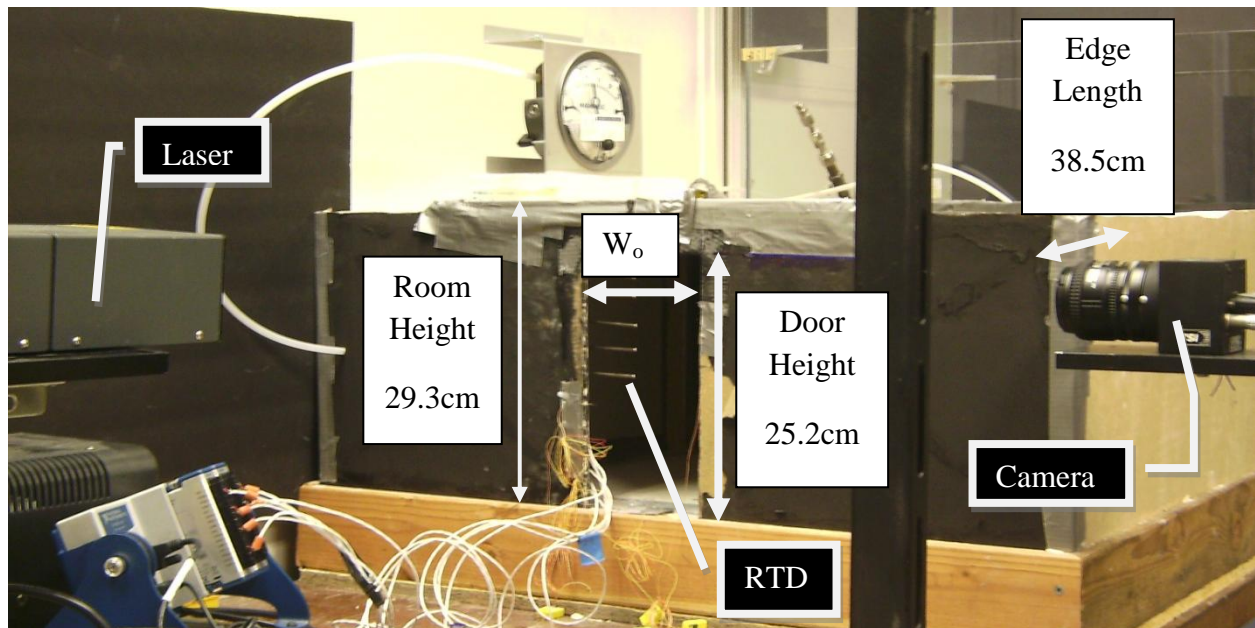 Laser
Room
Height
29.3cm
Wₒ
Door
Height
25.2cm
Edge
Length
38.5cm
Camera
RTD